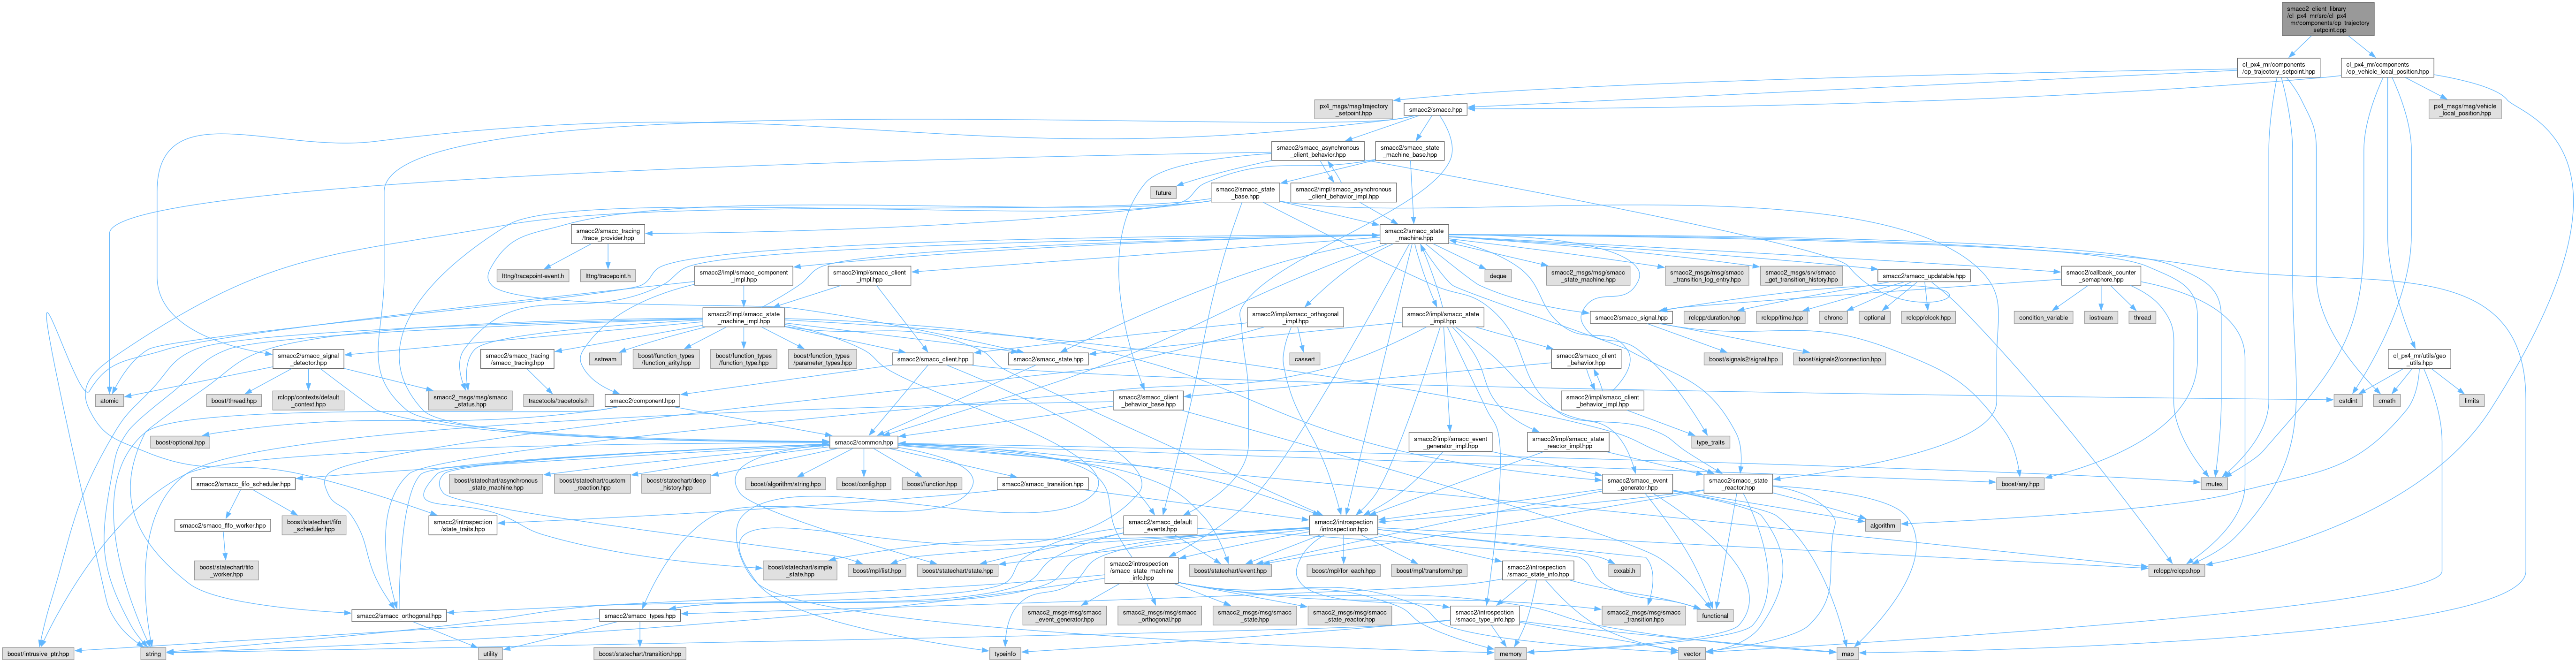 smacc2_client_library
/cl_px4_mr/src/cl_px4
_mr/components/cp_trajectory
_setpoint.cpp
cl_px4_mr/components
/cp_trajectory_setpoint.hpp
cl_px4_mr/components
/cp_vehicle_local_position.hpp
px4_msgs/msg/trajectory
_setpoint.hpp
smacc2/smacc.hpp
px4_msgs/msg/vehicle
_local_position.hpp
smacc2/smacc_asynchronous
_client_behavior.hpp
smacc2/smacc_state
_machine_base.hpp
future
smacc2/smacc_state
_base.hpp
smacc2/impl/smacc_asynchronous
_client_behavior_impl.hpp
smacc2/smacc_tracing
/trace_provider.hpp
smacc2/smacc_state
_machine.hpp
lttng/tracepoint-event.h
lttng/tracepoint.h
smacc2/impl/smacc_component
_impl.hpp
smacc2/impl/smacc_client
_impl.hpp
deque
smacc2_msgs/msg/smacc
_state_machine.hpp
smacc2_msgs/msg/smacc
_transition_log_entry.hpp
smacc2_msgs/srv/smacc
_get_transition_history.hpp
smacc2/smacc_updatable.hpp
smacc2/callback_counter
_semaphore.hpp
smacc2/impl/smacc_state
_machine_impl.hpp
smacc2/impl/smacc_orthogonal
_impl.hpp
smacc2/impl/smacc_state
_impl.hpp
smacc2/smacc_signal.hpp
rclcpp/duration.hpp
rclcpp/time.hpp
chrono
optional
rclcpp/clock.hpp
condition_variable
iostream
thread
smacc2/smacc_signal
_detector.hpp
smacc2/smacc_tracing
/smacc_tracing.hpp
sstream
boost/function_types
/function_arity.hpp
boost/function_types
/function_type.hpp
boost/function_types
/parameter_types.hpp
smacc2/smacc_client.hpp
smacc2/smacc_state.hpp
cassert
smacc2/smacc_client
_behavior.hpp
boost/signals2/signal.hpp
boost/signals2/connection.hpp
cl_px4_mr/utils/geo
_utils.hpp
atomic
boost/thread.hpp
rclcpp/contexts/default
_context.hpp
smacc2_msgs/msg/smacc
_status.hpp
tracetools/tracetools.h
smacc2/component.hpp
smacc2/smacc_client
_behavior_base.hpp
smacc2/impl/smacc_client
_behavior_impl.hpp
cstdint
cmath
limits
boost/optional.hpp
smacc2/common.hpp
smacc2/impl/smacc_event
_generator_impl.hpp
smacc2/impl/smacc_state
_reactor_impl.hpp
type_traits
smacc2/smacc_fifo_scheduler.hpp
boost/statechart/asynchronous
_state_machine.hpp
boost/statechart/custom
_reaction.hpp
boost/statechart/deep
_history.hpp
boost/algorithm/string.hpp
boost/config.hpp
boost/function.hpp
smacc2/smacc_transition.hpp
smacc2/smacc_event
_generator.hpp
smacc2/smacc_state
_reactor.hpp
boost/any.hpp
mutex
smacc2/smacc_fifo_worker.hpp
boost/statechart/fifo
_scheduler.hpp
smacc2/introspection
/state_traits.hpp
smacc2/smacc_default
_events.hpp
smacc2/introspection
/introspection.hpp
algorithm
boost/statechart/fifo
_worker.hpp
boost/statechart/simple
_state.hpp
boost/mpl/list.hpp
boost/statechart/state.hpp
smacc2/introspection
/smacc_state_machine
_info.hpp
boost/statechart/event.hpp
boost/mpl/for_each.hpp
boost/mpl/transform.hpp
smacc2/introspection
/smacc_state_info.hpp
cxxabi.h
rclcpp/rclcpp.hpp
smacc2/smacc_orthogonal.hpp
smacc2/smacc_types.hpp
smacc2_msgs/msg/smacc
_event_generator.hpp
smacc2_msgs/msg/smacc
_orthogonal.hpp
smacc2_msgs/msg/smacc
_state.hpp
smacc2_msgs/msg/smacc
_state_reactor.hpp
smacc2/introspection
/smacc_type_info.hpp
smacc2_msgs/msg/smacc
_transition.hpp
functional
boost/intrusive_ptr.hpp
string
utility
boost/statechart/transition.hpp
typeinfo
memory
vector
map